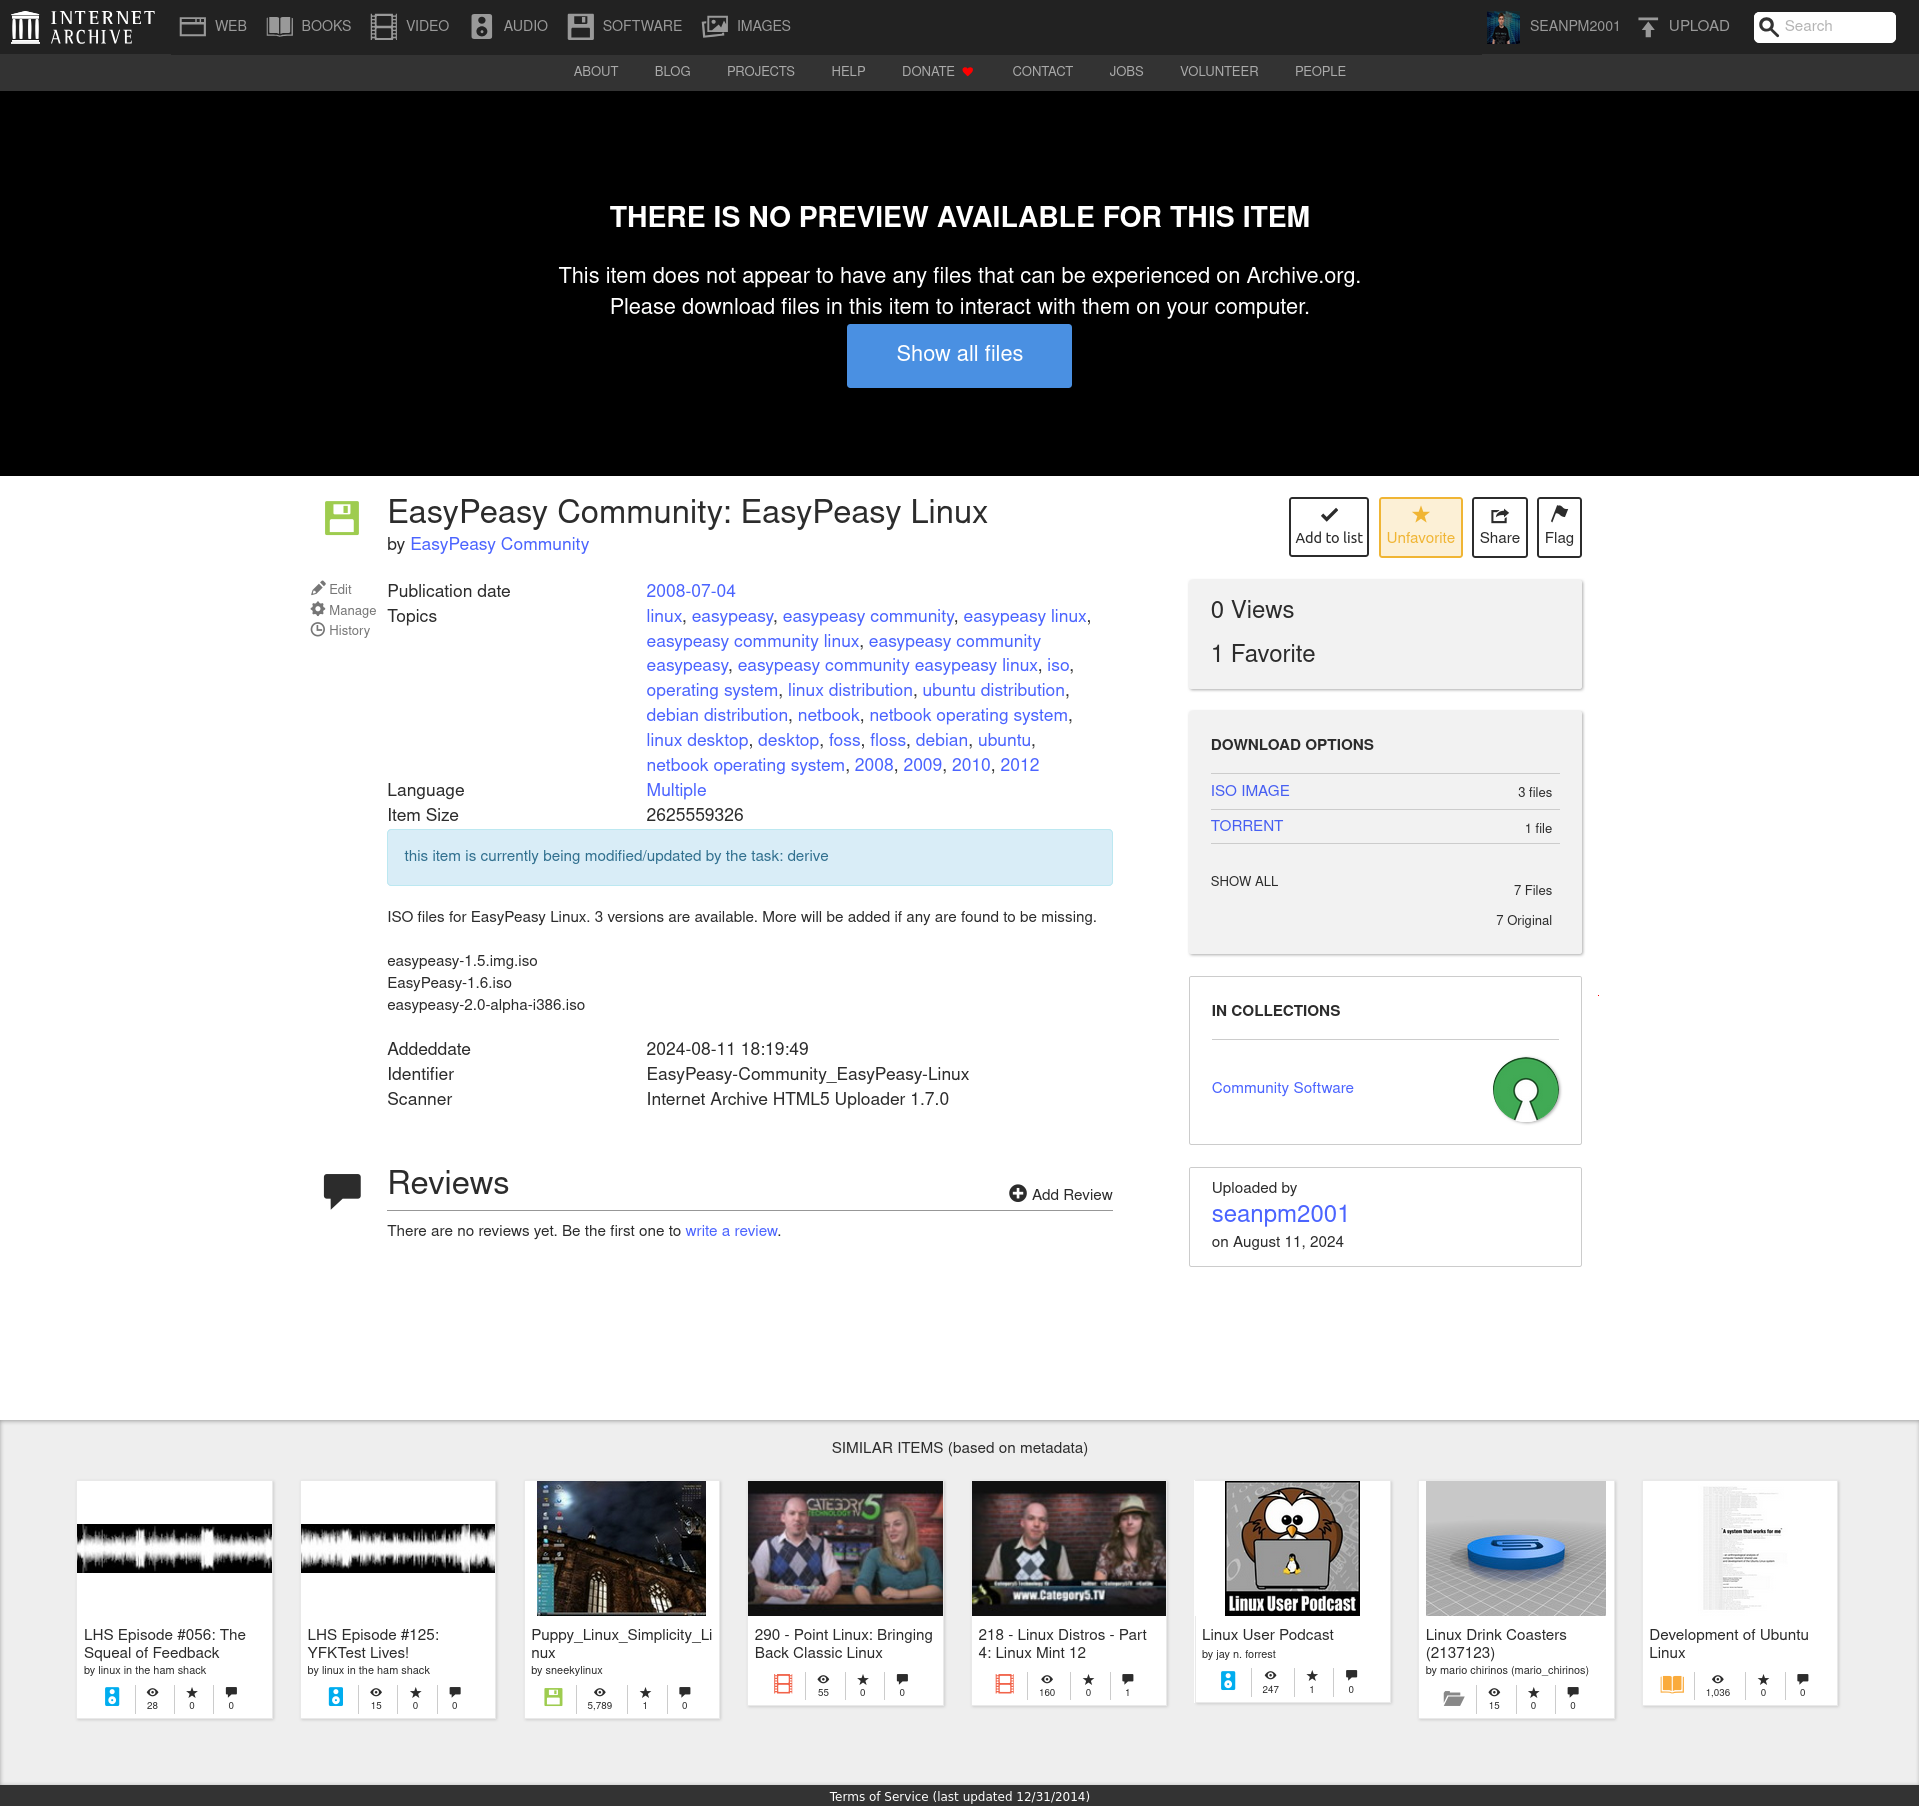 INTERNET ARCHIVE WEB BOOKS VIDEO AUDIO SOFTWARE IMAGES SEANPM2001 UPLOAD Search
ABOUT BLOG PROJECTS HELP DONATE CONTACT JOBS VOLUNTEER PEOPLE
THERE IS NO PREVIEW AVAILABLE FOR THIS ITEM
This item does not appear to have any files that can be experienced on Archive.org.
Please download files in this item to interact with them on your computer.
Show all files
EasyPeasy Community: EasyPeasy Linux
by EasyPeasy Community
Add to list Unfavorite Share Flag
Edit
Manage
History
Publication date 2008-07-04
Topics linux, easypeasy, easypeasy community, easypeasy linux,
easypeasy community linux, easypeasy community
easypeasy, easypeasy community easypeasy linux, iso,
operating system, linux distribution, ubuntu distribution,
debian distribution, netbook, netbook operating system,
linux desktop, desktop, foss, floss, debian, ubuntu,
netbook operating system, 2008, 2009, 2010, 2012
Language Multiple
Item Size 2625559326
this item is currently being modified/updated by the task: derive
ISO files for EasyPeasy Linux. 3 versions are available. More will be added if any are found to be missing.
easypeasy-1.5.img.iso
EasyPeasy-1.6.iso
easypeasy-2.0-alpha-i386.iso
Addeddate 2024-08-11 18:19:49
Identifier EasyPeasy-Community_EasyPeasy-Linux
Scanner Internet Archive HTML5 Uploader 1.7.0
Reviews
Add Review
There are no reviews yet. Be the first one to write a review.
0 Views
1 Favorite
DOWNLOAD OPTIONS
ISO IMAGE 3 files
TORRENT 1 file
SHOW ALL 7 Files
7 Original
IN COLLECTIONS
Community Software
Uploaded by
seanpm2001
on August 11, 2024
SIMILAR ITEMS (based on metadata)
LHS Episode #056: The
Squeal of Feedback
by linux in the ham shack
28 0 0
LHS Episode #125:
YFKTest Lives!
by linux in the ham shack
15 0 0
Puppy_Linux_Simplicity_Li
nux
by sneekylinux
5,789 1 0
CATEGORY 5
TECHNOLOGY TV
290 - Point Linux: Bringing
Back Classic Linux
55 0 0
www.Category5.TV
218 - Linux Distros - Part
4: Linux Mint 12
160 0 1
Linux User Podcast
Linux User Podcast
by jay n. forrest
247 1 0
Linux Drink Coasters
(2137123)
by mario chirinos (mario_chirinos)
15 0 0
"A system that works for me"
Development of Ubuntu
Linux
1,036 0 0
Terms of Service (last updated 12/31/2014)